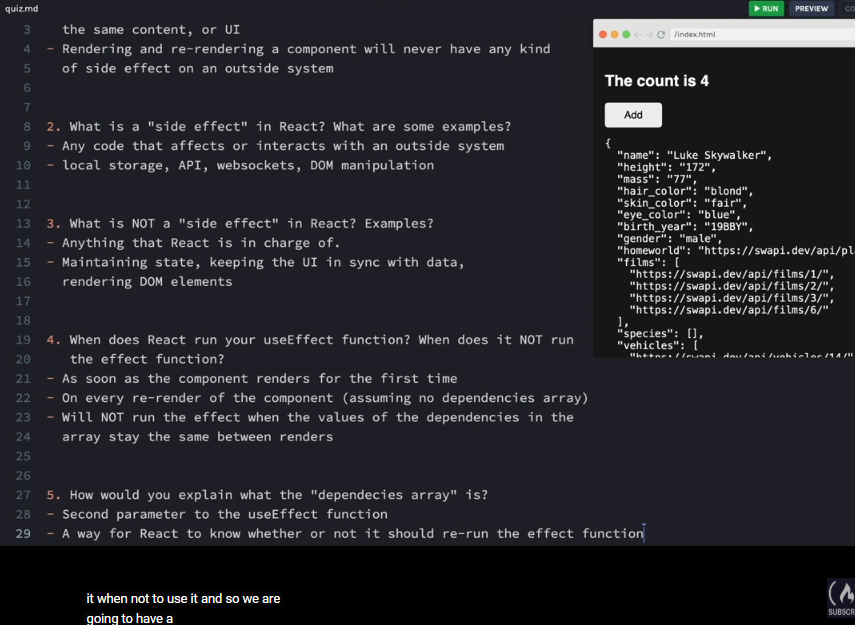 quiz.md
RUN
PREVIEW
3 the same content, or UI
4 - Rendering and re-rendering a component will never have any kind
5 of side effect on an outside system
6
7
8 2. What is a "side effect" in React? What are some examples?
9 - Any code that affects or interacts with an outside system
10 - local storage, API, websockets, DOM manipulation
11
12
13 3. What is NOT a "side effect" in React? Examples?
14 - Anything that React is in charge of.
15 - Maintaining state, keeping the UI in sync with data,
16 rendering DOM elements
17
18
19 4. When does React run your useEffect function? When does it NOT run
20 the effect function?
21 - As soon as the component renders for the first time
22 - On every re-render of the component (assuming no dependencies array)
23 - Will NOT run the effect when the values of the dependencies in the
24 array stay the same between renders
25
26
27 5. How would you explain what the "dependecies array" is?
28 - Second parameter to the useEffect function
29 - A way for React to know whether or not it should re-run the effect function
/index.html
The count is 4
Add
{
"name": "Luke Skywalker",
"height": "172",
"mass": "77",
"hair_color": "blond",
"skin_color": "fair",
"eye_color": "blue",
"birth_year": "19BBY",
"gender": "male",
"homeworld": "https://swapi.dev/api/pla
"films": [
"https://swapi.dev/api/films/1/",
"https://swapi.dev/api/films/2/",
"https://swapi.dev/api/films/3/",
"https://swapi.dev/api/films/6/"
],
"species": [],
"vehicles": [
"https://swapi.dev/api/vehicles/14/"
it when not to use it and so we are
going to have a
SUBSCR